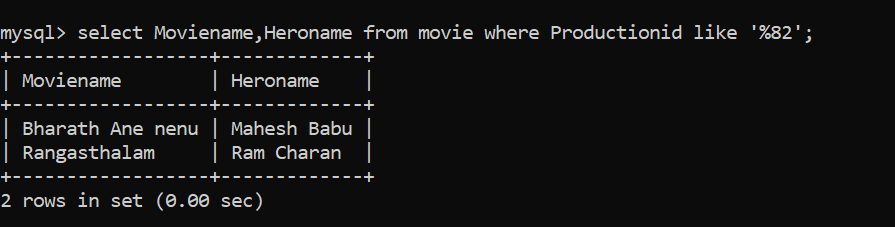 mysql> select Moviename,Heroname from movie where Productionid like '%82';
+------------------+-------------+
| Moviename        | Heroname    |
+------------------+-------------+
| Bharath Ane nenu | Mahesh Babu |
| Rangasthalam     | Ram Charan  |
+------------------+-------------+
2 rows in set (0.00 sec)